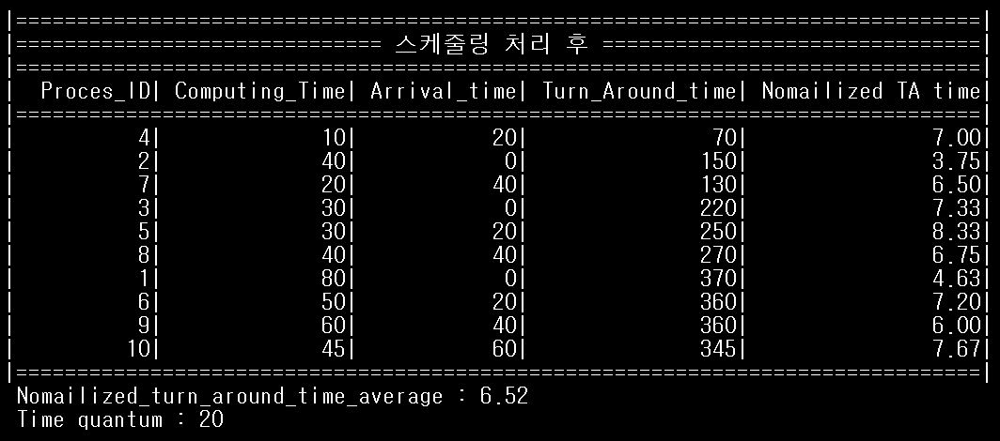 |===============================================================================|
|============================== 스케줄링 처리 후 ===============================|
|===============================================================================|
|  Proces_ID| Computing_Time| Arrival_time| Turn_Around_time| Nomailized TA time|
|===============================================================================|
|          4|             10|           20|               70|               7.00|
|          2|             40|            0|              150|               3.75|
|          7|             20|           40|              130|               6.50|
|          3|             30|            0|              220|               7.33|
|          5|             30|           20|              250|               8.33|
|          8|             40|           40|              270|               6.75|
|          1|             80|            0|              370|               4.63|
|          6|             50|           20|              360|               7.20|
|          9|             60|           40|              360|               6.00|
|         10|             45|           60|              345|               7.67|
|===============================================================================|
Nomailized_turn_around_time_average : 6.52
Time quantum : 20